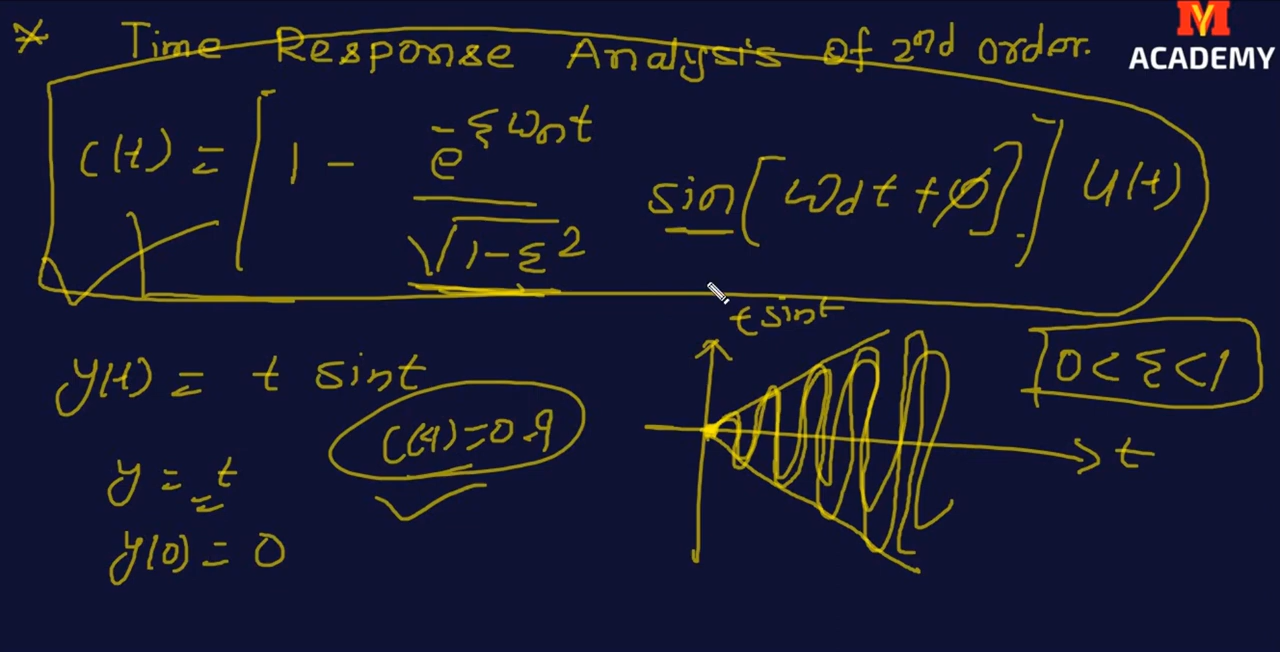 * Time Response Analysis of 2nd order.
M
ACADEMY
c(t) = [1 - e^-ξωnt / √1-ξ² sin[ωdt + ϕ].] u(t)
t sint
0 < ξ < 1
y(t) = t sint
c(t) = 0.9
t
y = t
y(0) = 0